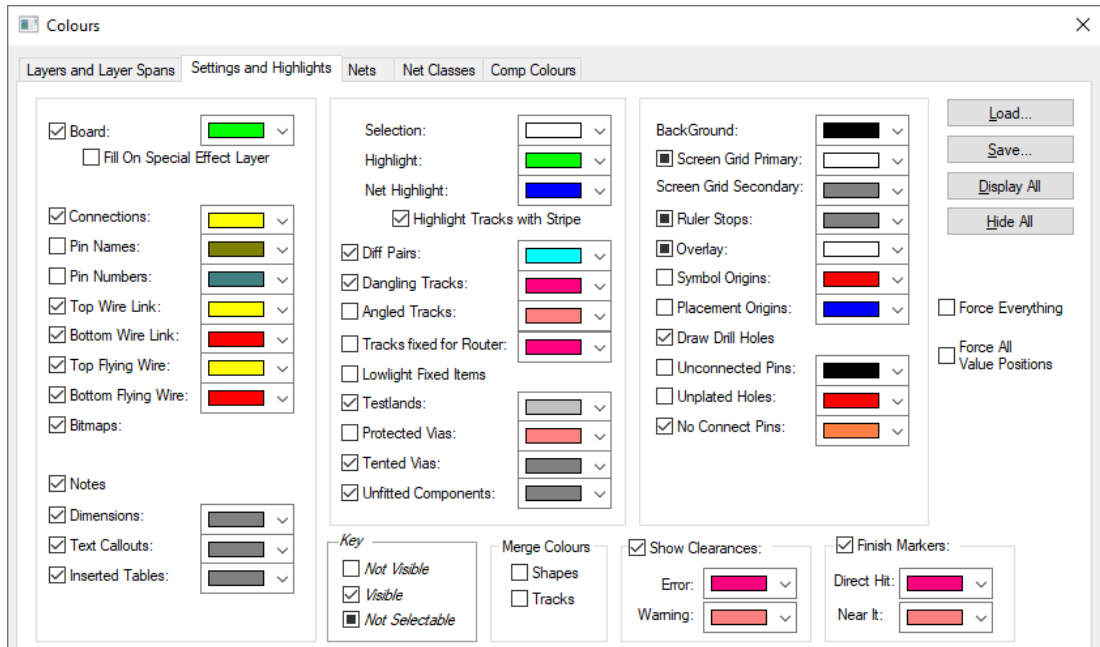 Colours
Layers and Layer Spans
Settings and Highlights
Nets
Net Classes
Comp Colours
Board:
Fill On Special Effect Layer
Connections:
Pin Names:
Pin Numbers:
Top Wire Link:
Bottom Wire Link:
Top Flying Wire:
Bottom Flying Wire:
Bitmaps:
Notes
Dimensions:
Text Callouts:
Inserted Tables:
Selection:
Highlight:
Net Highlight:
Highlight Tracks with Stripe
Diff Pairs:
Dangling Tracks:
Angled Tracks:
Tracks fixed for Router:
Lowlight Fixed Items
Testlands:
Protected Vias:
Tented Vias:
Unfitted Components:
BackGround:
Screen Grid Primary:
Screen Grid Secondary:
Ruler Stops:
Overlay:
Symbol Origins:
Placement Origins:
Draw Drill Holes
Unconnected Pins:
Unplated Holes:
No Connect Pins:
Load...
Save...
Display All
Hide All
Force Everything
Force All
Value Positions
Key
Not Visible
Visible
Not Selectable
Merge Colours
Shapes
Tracks
Show Clearances:
Error:
Warning:
Finish Markers:
Direct Hit:
Near It: